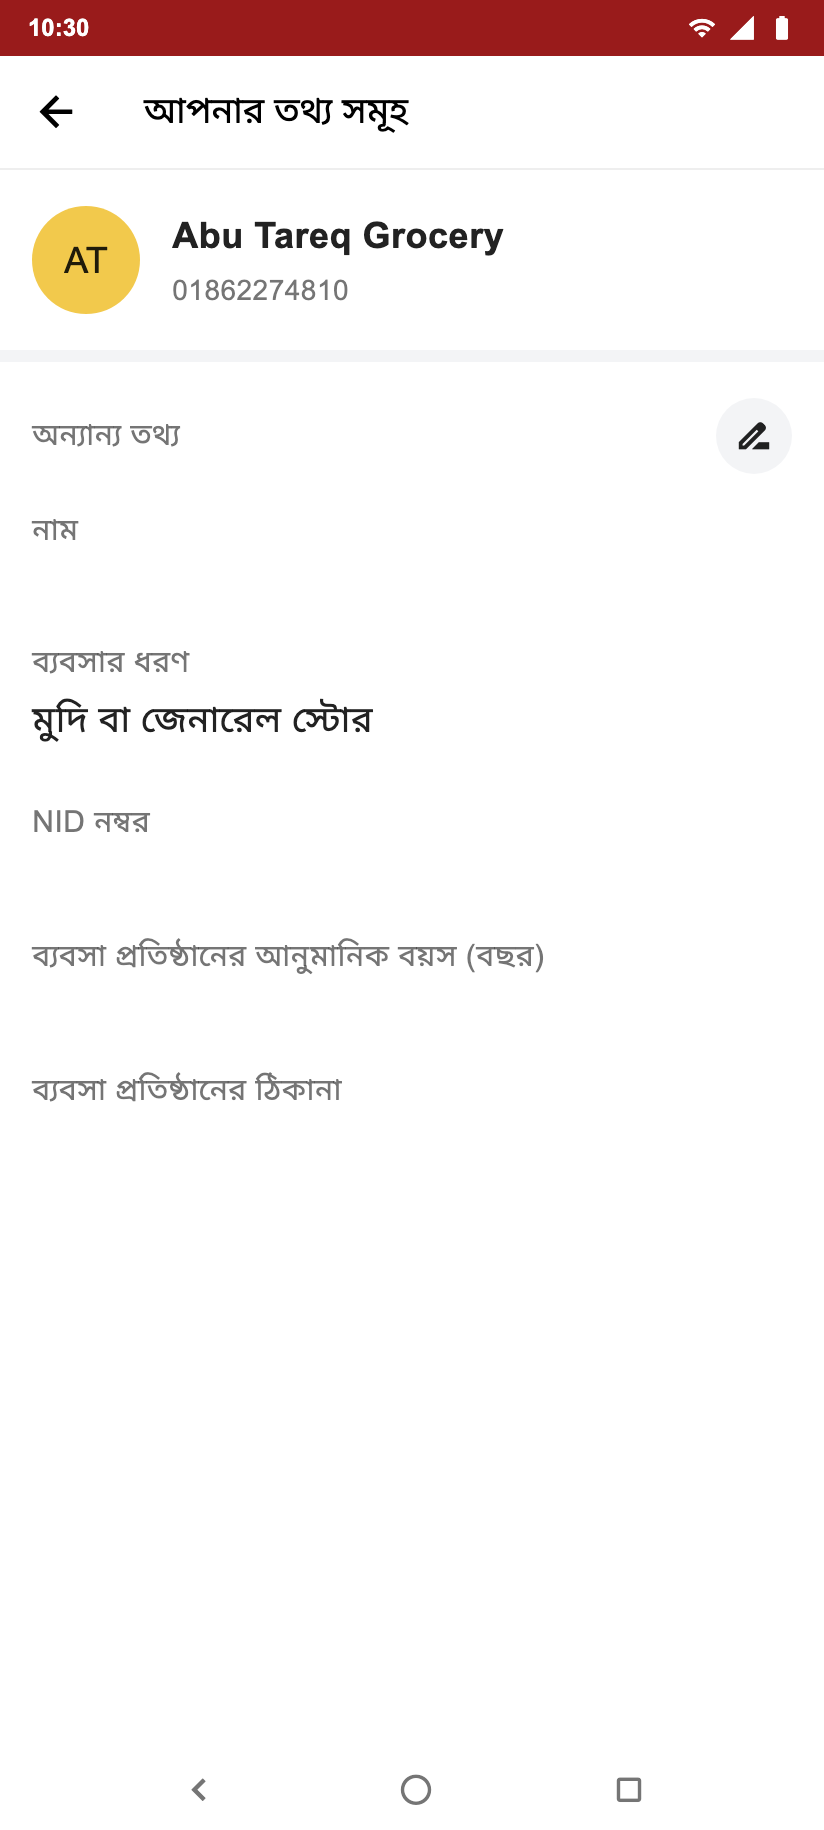 10:30
আপনার তথ্য সমূহ
AT
Abu Tareq Grocery
01862274810
অন্যান্য তথ্য
নাম
ব্যবসার ধরণ
মুদি বা জেনারেল স্টোর
NID নম্বর
ব্যবসা প্রতিষ্ঠানের আনুমানিক বয়স (বছর)
ব্যবসা প্রতিষ্ঠানের ঠিকানা